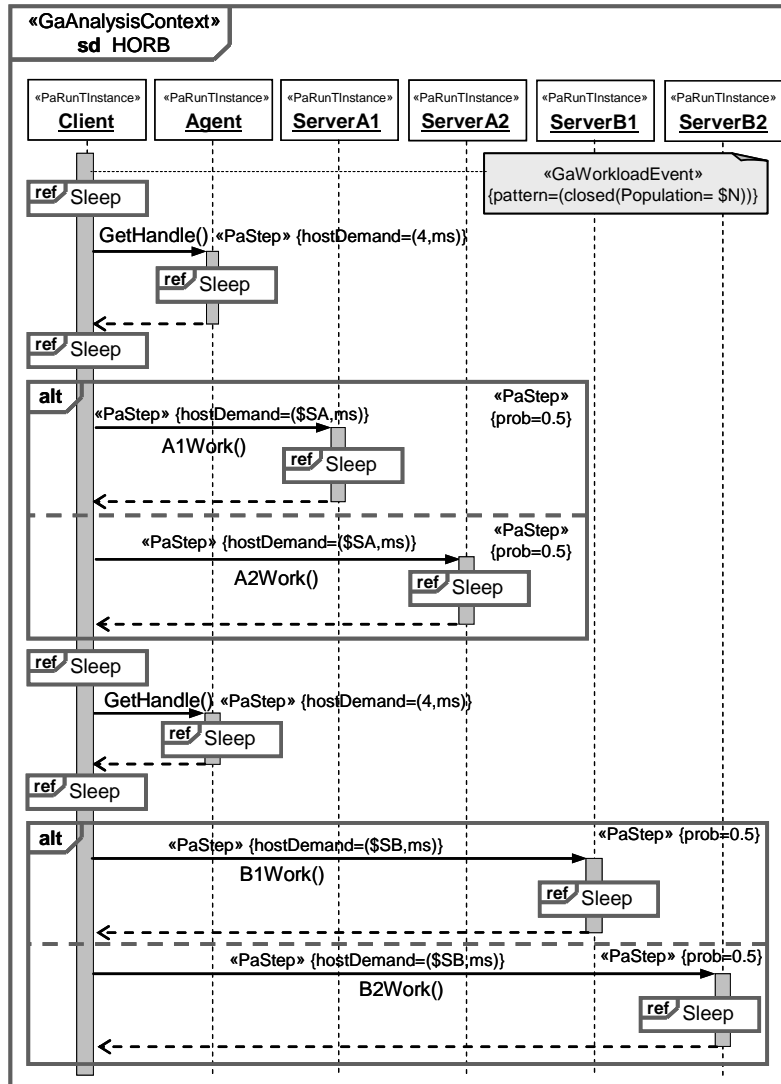 «GaAnalysisContext»
sd HORB
«PaRunTInstance» «PaRunTInstance» «PaRunTInstance» «PaRunTInstance» «PaRunTInstance» «PaRunTInstance»
Client Agent ServerA1 ServerA2 ServerB1 ServerB2
«GaWorkloadEvent»
{pattern=(closed(Population= $N))}
ref Sleep
GetHandle() «PaStep» {hostDemand=(4,ms)}
ref Sleep
ref Sleep
alt
«PaStep»
{prob=0.5}
«PaStep» {hostDemand=($SA,ms)}
A1Work()
ref Sleep
«PaStep»
{prob=0.5}
«PaStep» {hostDemand=($SA,ms)}
A2Work()
ref Sleep
ref Sleep
GetHandle() «PaStep» {hostDemand=(4,ms)}
ref Sleep
ref Sleep
alt
«PaStep» {prob=0.5}
«PaStep» {hostDemand=($SB,ms)}
B1Work()
ref Sleep
«PaStep» {hostDemand=($SB,ms)} «PaStep» {prob=0.5}
B2Work()
ref Sleep